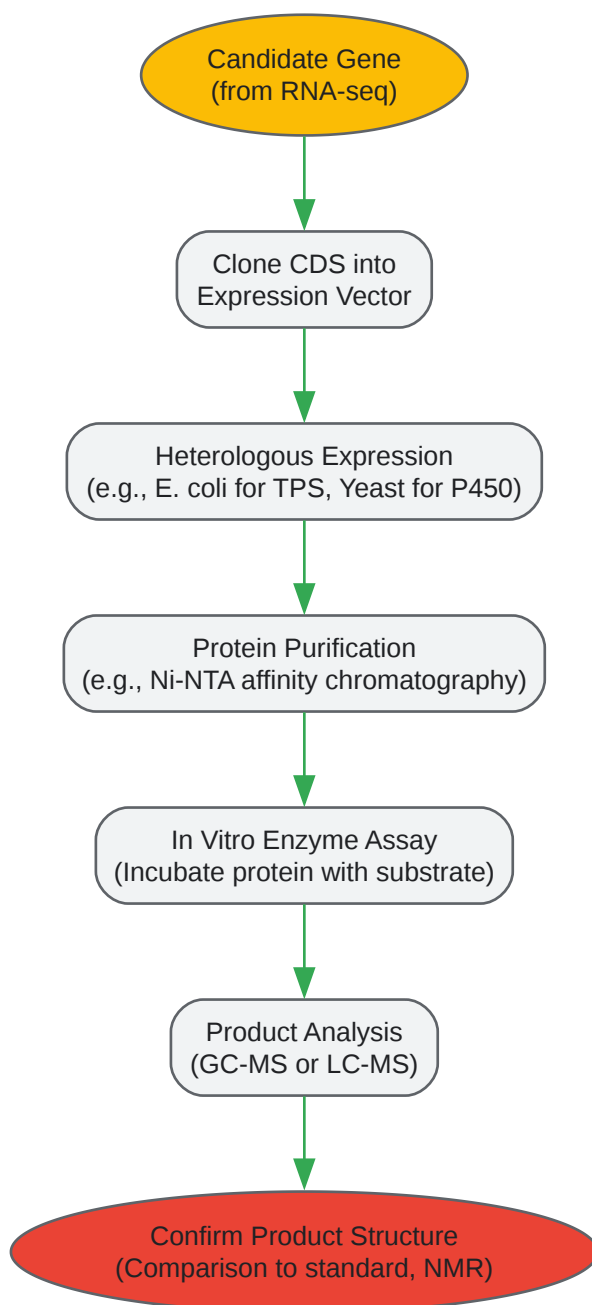 Candidate Gene
(from RNA-seq)
Clone CDS into
Expression Vector
Heterologous Expression
(e.g., E. coli for TPS, Yeast for P450)
Protein Purification
(e.g., Ni-NTA affinity chromatography)
In Vitro Enzyme Assay
(Incubate protein with substrate)
Product Analysis
(GC-MS or LC-MS)
Confirm Product Structure
(Comparison to standard, NMR)